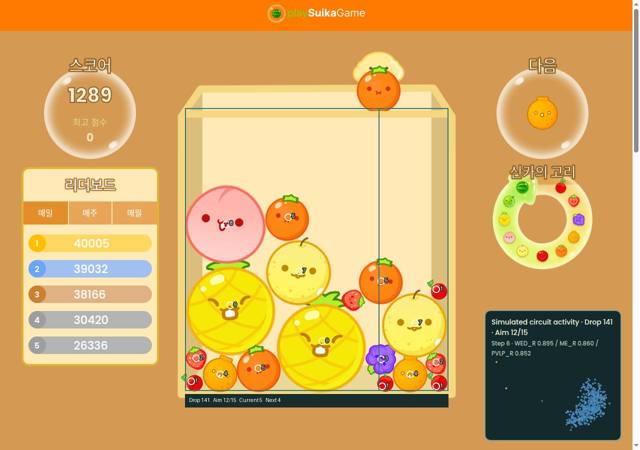 playSuikaGame
스코어
1289
최고 점수
0
리더보드
매일
매주
매월
1 40005
2 39032
3 38166
4 30420
5 26336
다음
산카의 고리
Simulated circuit activity · Drop 141
· Aim 12/15
Step 6 · WED_R 0.895 / ME_R 0.860 /
PVLP_R 0.852
Drop 141 Aim 12/15 Current 5 Next 4